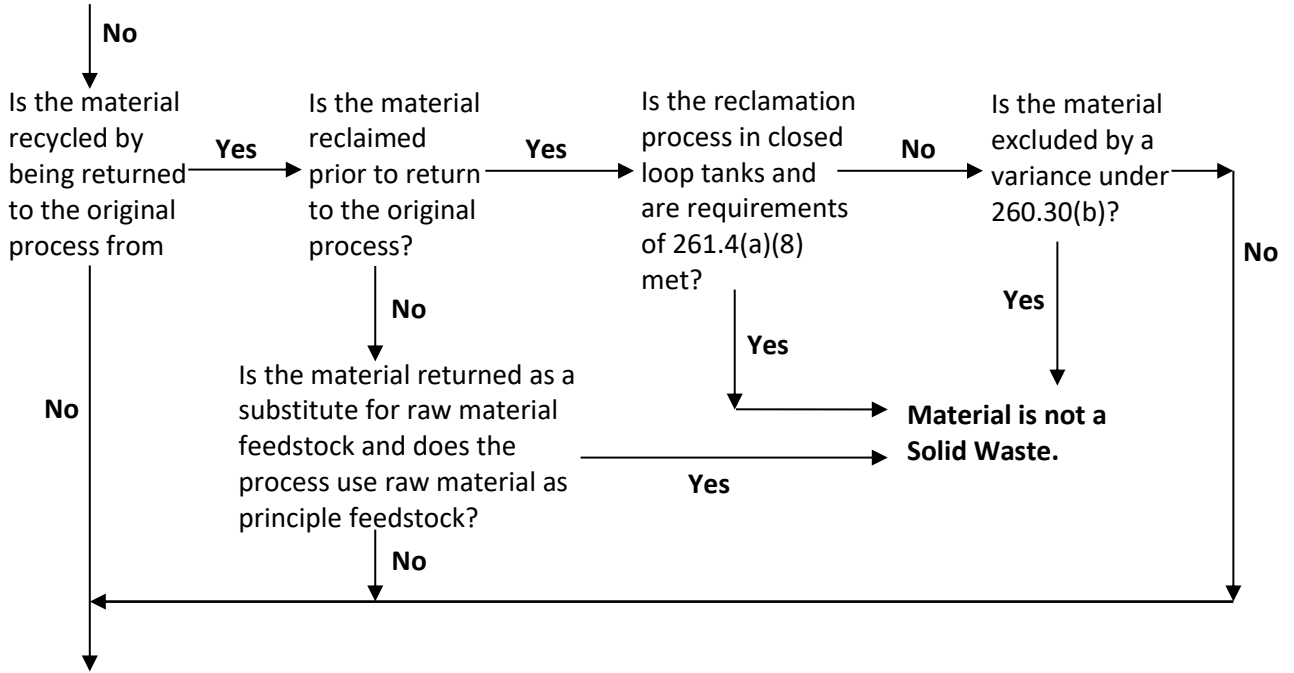 No
Is the material
recycled by
being returned
to the original
process from
Yes
Is the material
reclaimed
prior to return
to the original
process?
Yes
Is the reclamation
process in closed
loop tanks and
are requirements
of 261.4(a)(8)
met?
No
Is the material
excluded by a
variance under
260.30(b)?
No
Yes
No
Yes
Is the material returned as a
substitute for raw material
feedstock and does the
process use raw material as
principle feedstock?
No
Yes
Material is not a
Solid Waste.
No